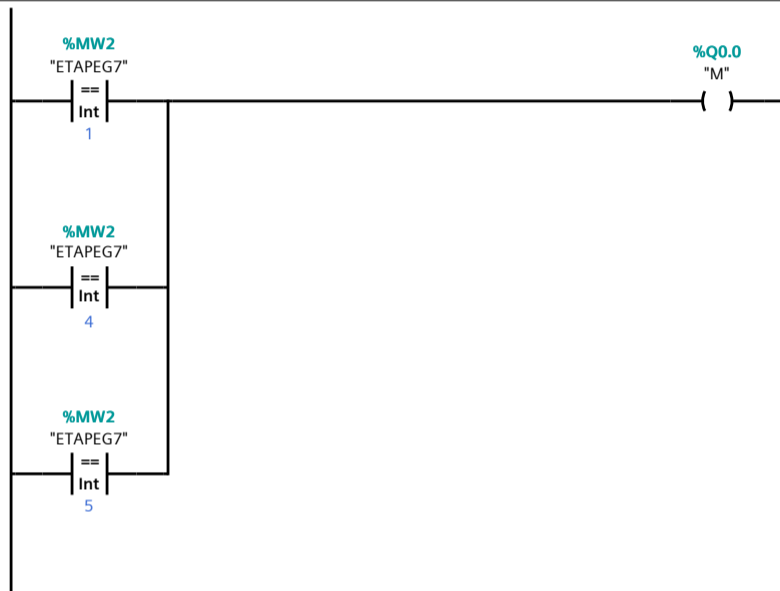 %MW2
"ETAPEG7"
==
Int
1
%Q0.0
"M"
%MW2
"ETAPEG7"
==
Int
4
%MW2
"ETAPEG7"
==
Int
5